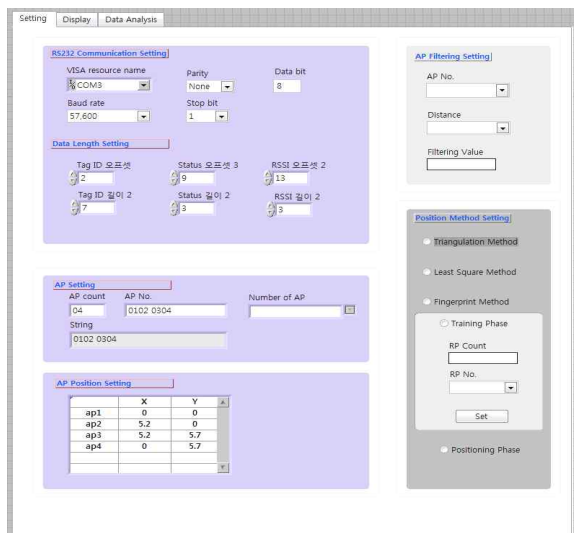 Setting Display Data Analysis
RS232 Communication Setting
VISA resource name Parity Data bit
COM3 None 8
Baud rate Stop bit
57,600 1
Data Length Setting
Tag ID 오프셋 Status 오프셋 3 RSSI 오프셋 2
2 9 13
Tag ID 길이 2 Status 길이 2 RSSI 길이 2
7 3 3
AP Setting
AP count AP No. Number of AP
04 0102 0304
String
0102 0304
AP Position Setting
X Y
ap1 0 0
ap2 5.2 0
ap3 5.2 5.7
ap4 0 5.7
AP Filtering Setting
AP No.
Distance
Filtering Value
Position Method Setting
Triangulation Method
Least Square Method
Fingerprint Method
Training Phase
RP Count
RP No.
Set
Positioning Phase